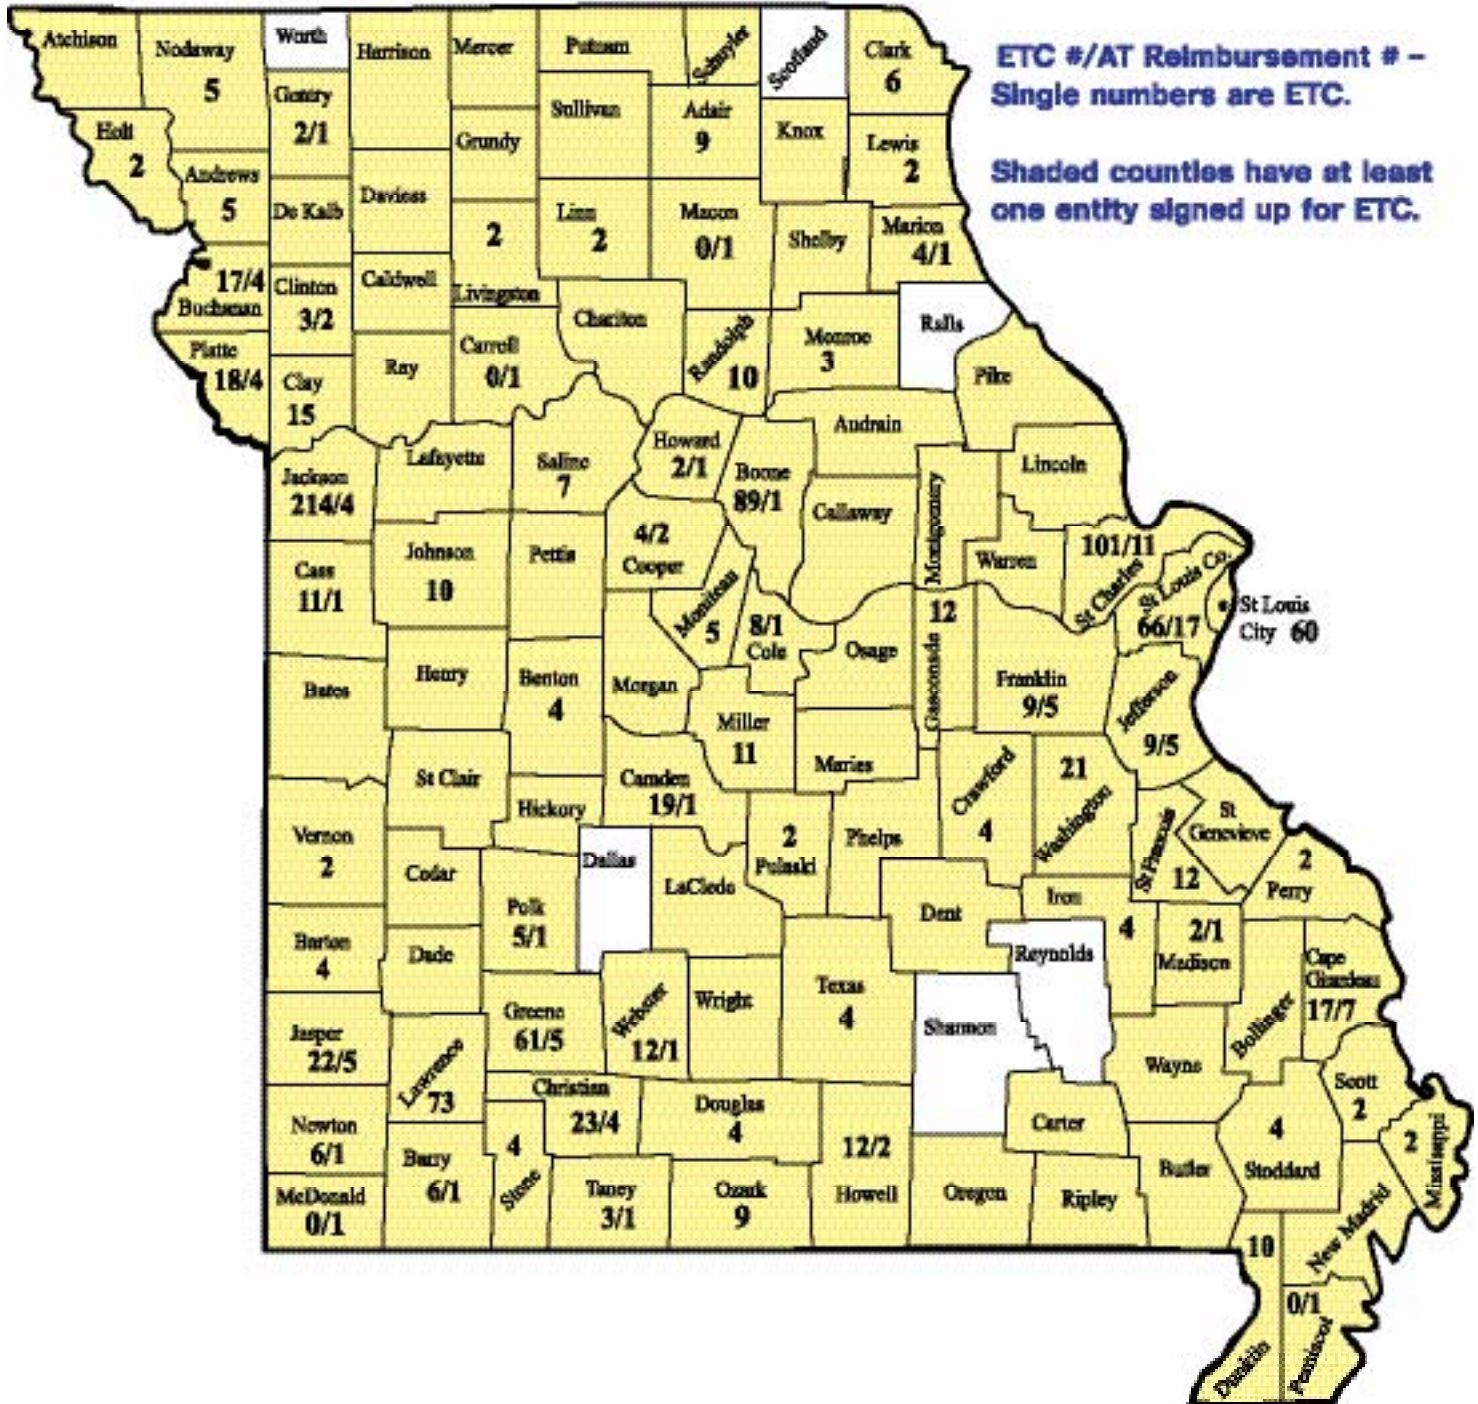 ETC #/AT Reimbursement # –
Single numbers are ETC.
Shaded counties have at least
one entity signed up for ETC.
Atchison
Nodaway
5
Worth
Harrison
Mercer
Putnam
Schuyler
Scotland
Clark
6
Gentry
2/1
Holt
2
Andrews
5
De Kalb
Daviess
Grundy
Sullivan
Adair
9
Knox
Lewis
2
2
Livingston
Linn
2
Macon
0/1
Shelby
Marion
4/1
17/4
Buchanan
Clinton
3/2
Caldwell
Chariton
Randolph
10
Monroe
3
Ralls
Platte
18/4
Clay
15
Ray
Carroll
0/1
Pike
Audrain
Jackson
214/4
Lafayette
Saline
7
Howard
2/1
Boone
89/1
Callaway
Montgomery
Lincoln
Warren
101/11
St Charles
St Louis Co.
66/17
St Louis
City 60
Cass
11/1
Johnson
10
Pettis
4/2
Cooper
Moniteau
5
8/1
Cole
Osage
12
Gasconade
Franklin
9/5
Jefferson
9/5
Bates
Henry
Benton
4
Morgan
Miller
11
Maries
St Clair
Hickory
Camden
19/1
2
Pulaski
Phelps
Crawford
4
21
Washington
St Francois
12
St
Genevieve
2
Perry
Vernon
2
Cedar
Polk
5/1
Dallas
LaClede
Dent
Iron
4
Reynolds
2/1
Madison
Cape
Girardeau
17/7
Bollinger
Barton
4
Dade
Greene
61/5
Webster
12/1
Wright
Texas
4
Shannon
Wayne
Jasper
22/5
Lawrence
73
Christian
23/4
Douglas
4
12/2
Howell
Carter
Scott
2
2
Mississippi
4
Stoddard
Newton
6/1
Barry
6/1
4
Stone
Taney
3/1
Ozark
9
Oregon
Ripley
Butler
McDonald
0/1
New Madrid
10
Dunklin
0/1
Pemiscot